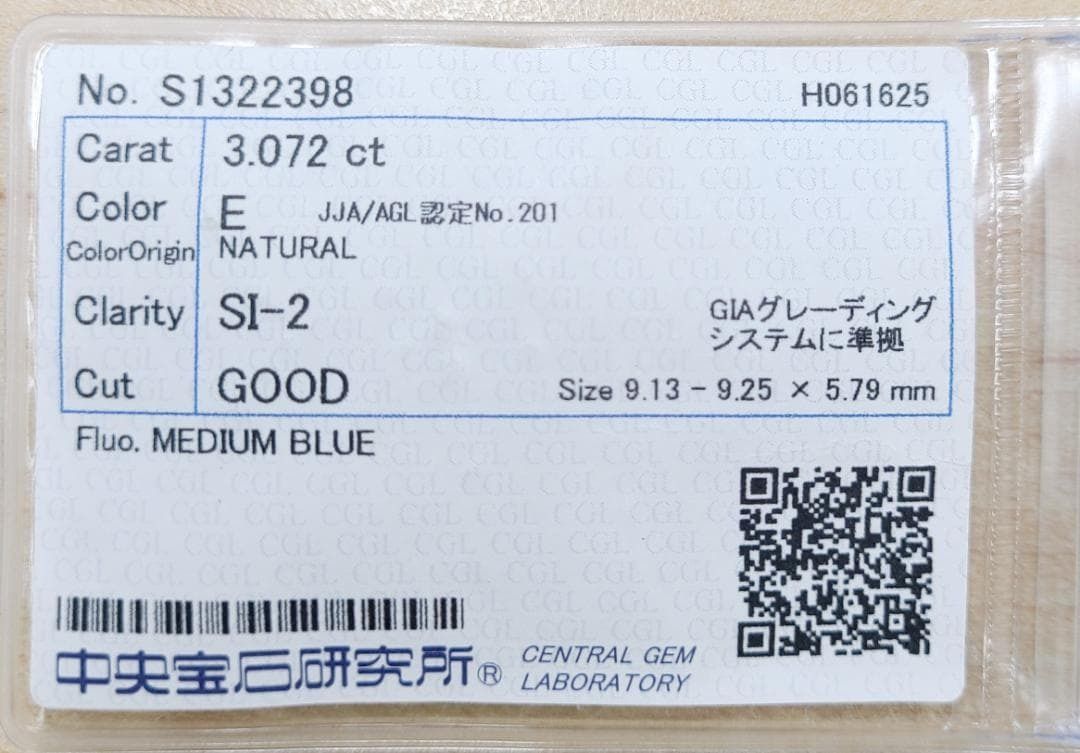 No. S1322398
H061625
Carat 3.072 ct
Color E JJA/AGL認定No.201
ColorOrigin NATURAL
Clarity SI-2
GIAグレーディング
システムに準拠
Cut GOOD Size 9.13 - 9.25 × 5.79 mm
Fluo. MEDIUM BLUE
中央宝石研究所® CENTRAL GEM
LABORATORY